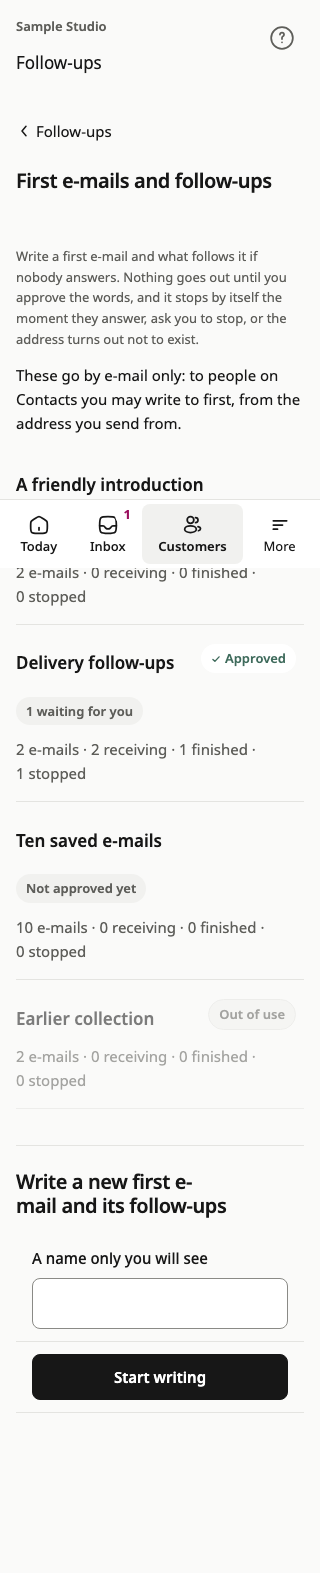 Sample Studio
Follow-ups
Follow-ups
First e-mails and follow-ups
Write a first e-mail and what follows it if
nobody answers. Nothing goes out until you
approve the words, and it stops by itself the
moment they answer, ask you to stop, or the
address turns out not to exist.
These go by e-mail only: to people on
Contacts you may write to first, from the
address you send from.
A friendly introduction
1
Today
Inbox
Customers
More
2 e-mails · 0 receiving · 0 finished ·
0 stopped
Delivery follow-ups
✓ Approved
1 waiting for you
2 e-mails · 2 receiving · 1 finished ·
1 stopped
Ten saved e-mails
Not approved yet
10 e-mails · 0 receiving · 0 finished ·
0 stopped
Earlier collection
Out of use
2 e-mails · 0 receiving · 0 finished ·
0 stopped
Write a new first e-
mail and its follow-ups
A name only you will see
Start writing